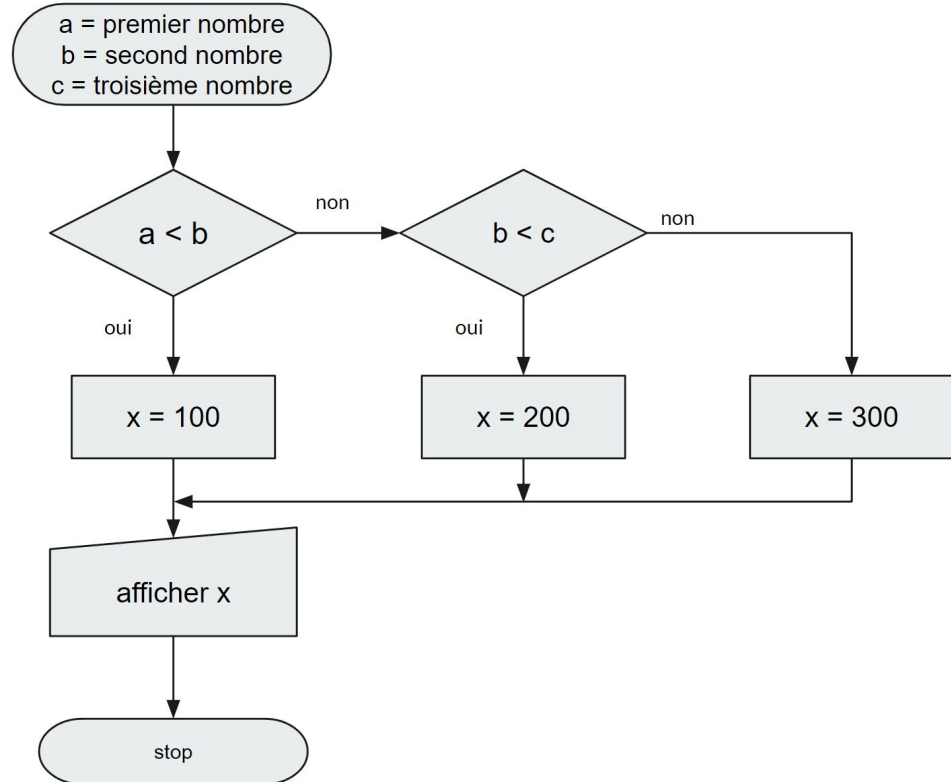 a = premier nombre
b = second nombre
c = troisième nombre
a < b
non
b < c
non
oui
oui
x = 100
x = 200
x = 300
afficher x
stop